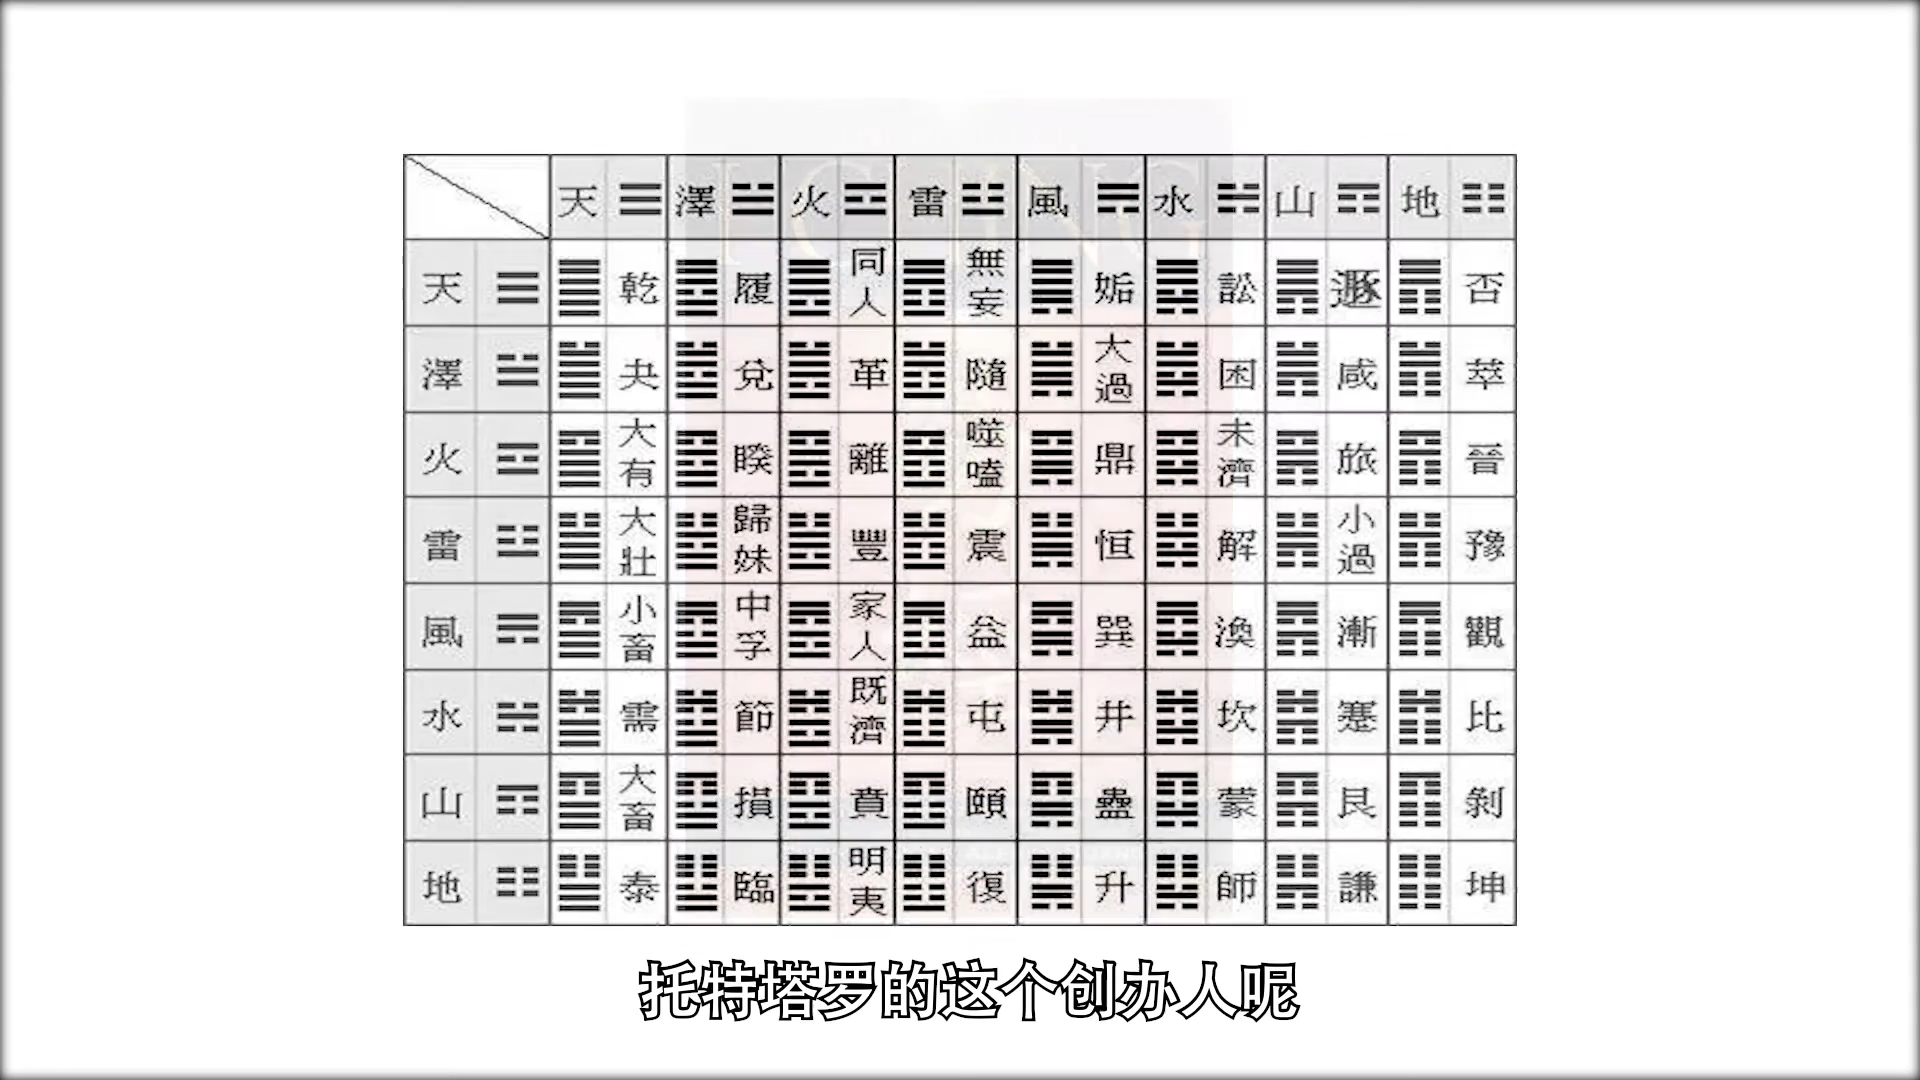 天 澤 火 雷 風 水 山 地
天 乾 履 同人 無妄 姤 訟 遯 否
澤 夬 兌 革 隨 大過 困 咸 萃
火 大有 睽 離 噬嗑 鼎 未濟 旅 晉
雷 大壯 歸妹 豐 震 恒 解 小過 豫
風 小畜 中孚 家人 益 巽 渙 漸 觀
水 需 節 既濟 屯 井 坎 蹇 比
山 大畜 損 賁 頤 蠱 蒙 艮 剝
地 泰 臨 明夷 復 升 師 謙 坤
I CHING
托特塔罗的这个创办人呢